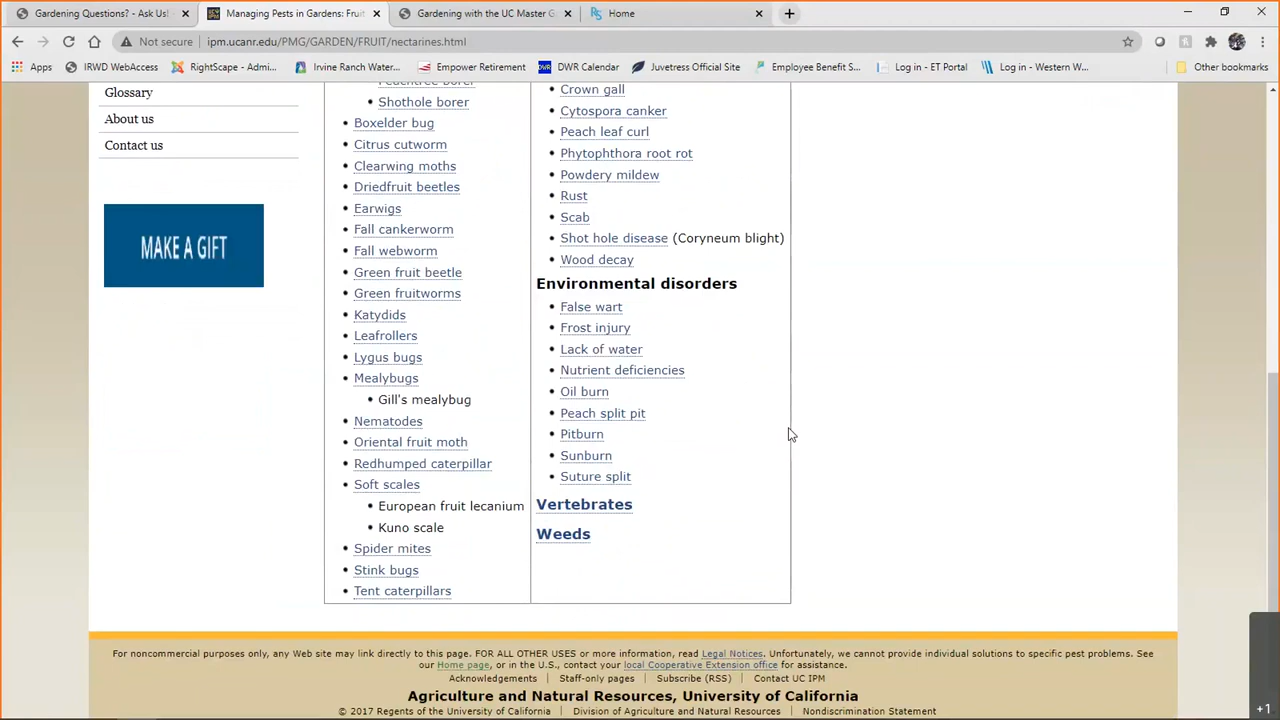 Gardening Questions? - Ask Us!
Managing Pests in Gardens: Fruit
Gardening with the UC Master G
Home
Not secure | ipm.ucanr.edu/PMG/GARDEN/FRUIT/nectarines.html
Apps
IRWD WebAccess
RightScape - Admi...
Irvine Ranch Water...
Empower Retirement
DWR Calendar
Juvetress Official Site
Employee Benefit S...
Log in - ET Portal
Log in - Western W...
Other bookmarks
Glossary
About us
Contact us
MAKE A GIFT
Peachtree borer
Shothole borer
Boxelder bug
Citrus cutworm
Clearwing moths
Driedfruit beetles
Earwigs
Fall cankerworm
Fall webworm
Green fruit beetle
Green fruitworms
Katydids
Leafrollers
Lygus bugs
Mealybugs
Gill's mealybug
Nematodes
Oriental fruit moth
Redhumped caterpillar
Soft scales
European fruit lecanium
Kuno scale
Spider mites
Stink bugs
Tent caterpillars
Crown gall
Cytospora canker
Peach leaf curl
Phytophthora root rot
Powdery mildew
Rust
Scab
Shot hole disease (Coryneum blight)
Wood decay
Environmental disorders
False wart
Frost injury
Lack of water
Nutrient deficiencies
Oil burn
Peach split pit
Pitburn
Sunburn
Suture split
Vertebrates
Weeds
For noncommercial purposes only, any Web site may link directly to this page. FOR ALL OTHER USES or more information, read Legal Notices. Unfortunately, we cannot provide individual solutions to specific pest problems. See
our Home page, or in the U.S., contact your local Cooperative Extension office for assistance.
Acknowledgements | Staff-only pages | Subscribe (RSS) | Contact UC IPM
Agriculture and Natural Resources, University of California
© 2017 Regents of the University of California | Division of Agriculture and Natural Resources | Nondiscrimination Statement
+1